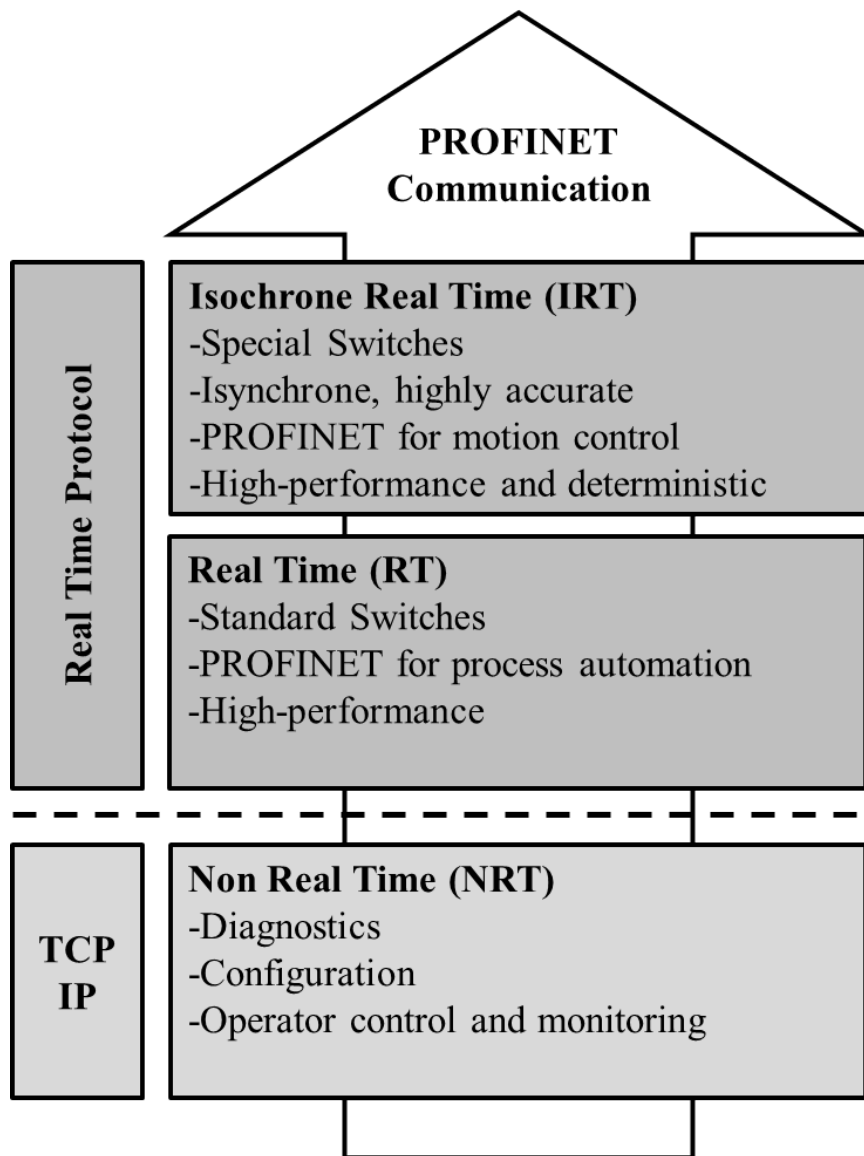 PROFINET
Communication
Real Time Protocol
Isochrone Real Time (IRT)
-Special Switches
-Isynchrone, highly accurate
-PROFINET for motion control
-High-performance and deterministic
Real Time (RT)
-Standard Switches
-PROFINET for process automation
-High-performance
TCP
IP
Non Real Time (NRT)
-Diagnostics
-Configuration
-Operator control and monitoring